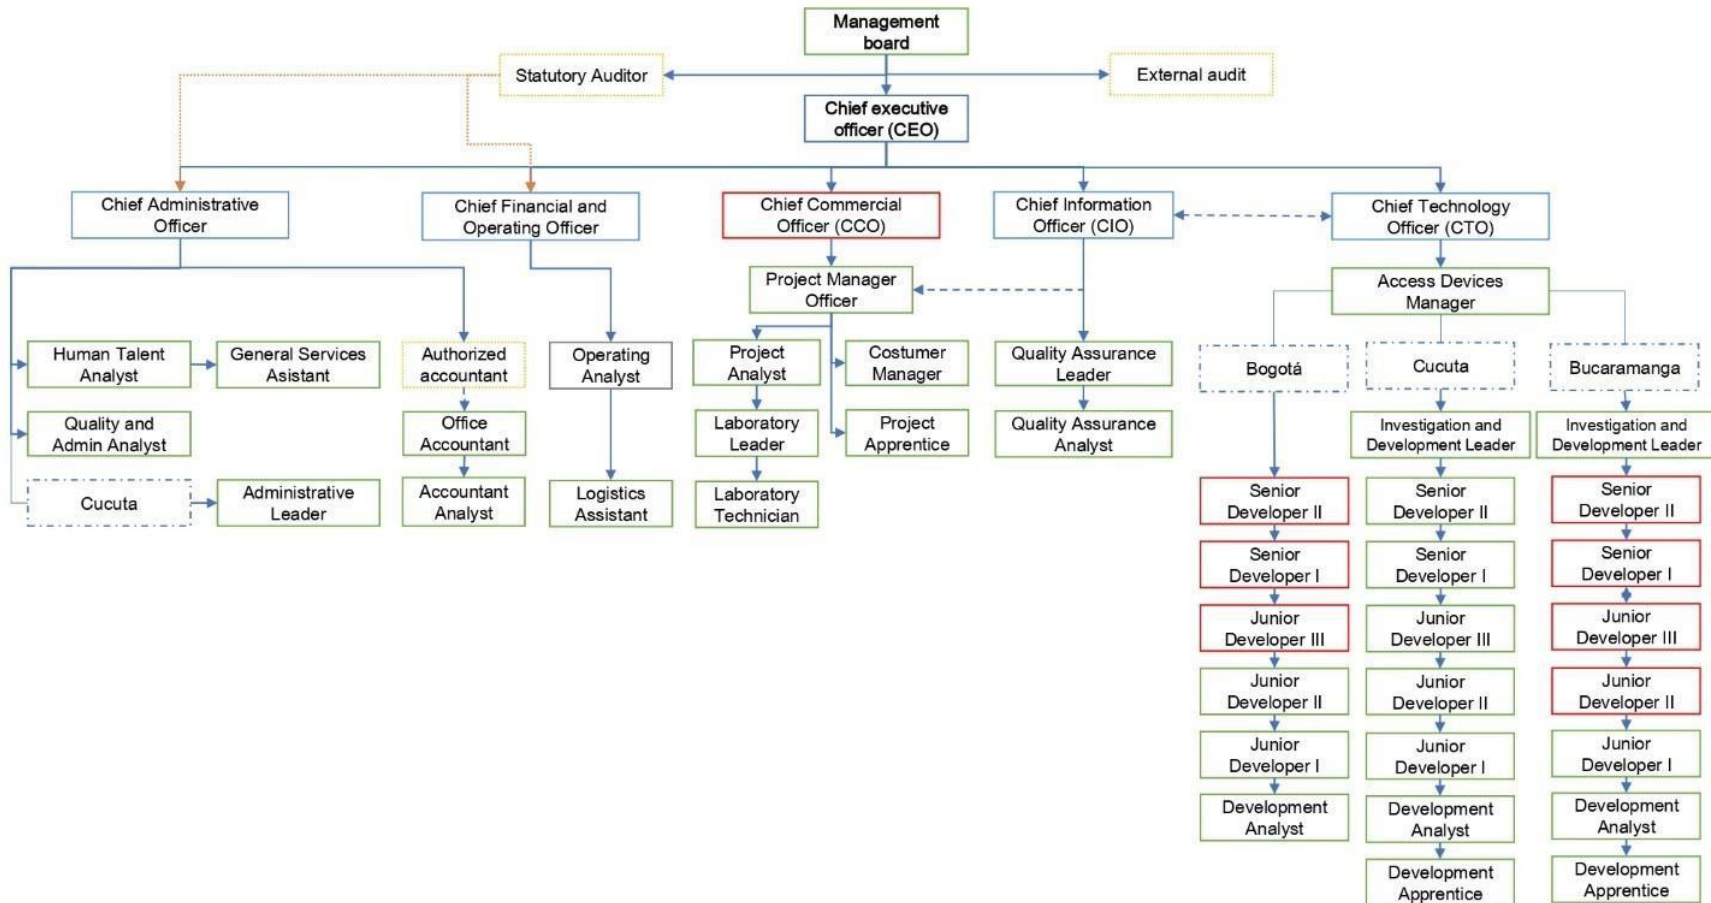 Management
board
Statutory Auditor
External audit
Chief executive
officer (CEO)
Chief Administrative
Officer
Chief Financial and
Operating Officer
Chief Commercial
Officer (CCO)
Chief Information
Officer (CIO)
Chief Technology
Officer (CTO)
Project Manager
Officer
Access Devices
Manager
Human Talent
Analyst
General Services
Asistant
Authorized
accountant
Operating
Analyst
Project
Analyst
Costumer
Manager
Quality Assurance
Leader
Bogotá
Cucuta
Bucaramanga
Quality and
Admin Analyst
Office
Accountant
Laboratory
Leader
Project
Apprentice
Quality Assurance
Analyst
Investigation and
Development Leader
Investigation and
Development Leader
Cucuta
Administrative
Leader
Accountant
Analyst
Logistics
Assistant
Laboratory
Technician
Senior
Developer II
Senior
Developer II
Senior
Developer II
Senior
Developer I
Senior
Developer I
Senior
Developer I
Junior
Developer III
Junior
Developer III
Junior
Developer III
Junior
Developer II
Junior
Developer II
Junior
Developer II
Junior
Developer I
Junior
Developer I
Junior
Developer I
Development
Analyst
Development
Analyst
Development
Analyst
Development
Apprentice
Development
Apprentice